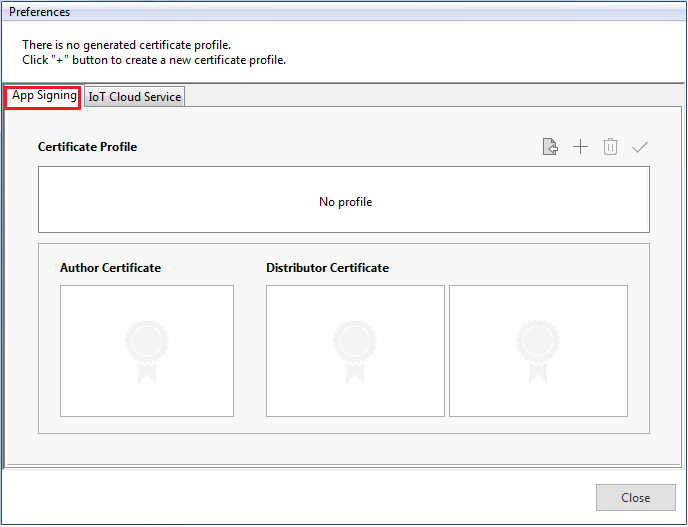 Preferences
There is no generated certificate profile.
Click "+" button to create a new certificate profile.
App Signing
IoT Cloud Service
Certificate Profile
No profile
Author Certificate
Distributor Certificate
Close